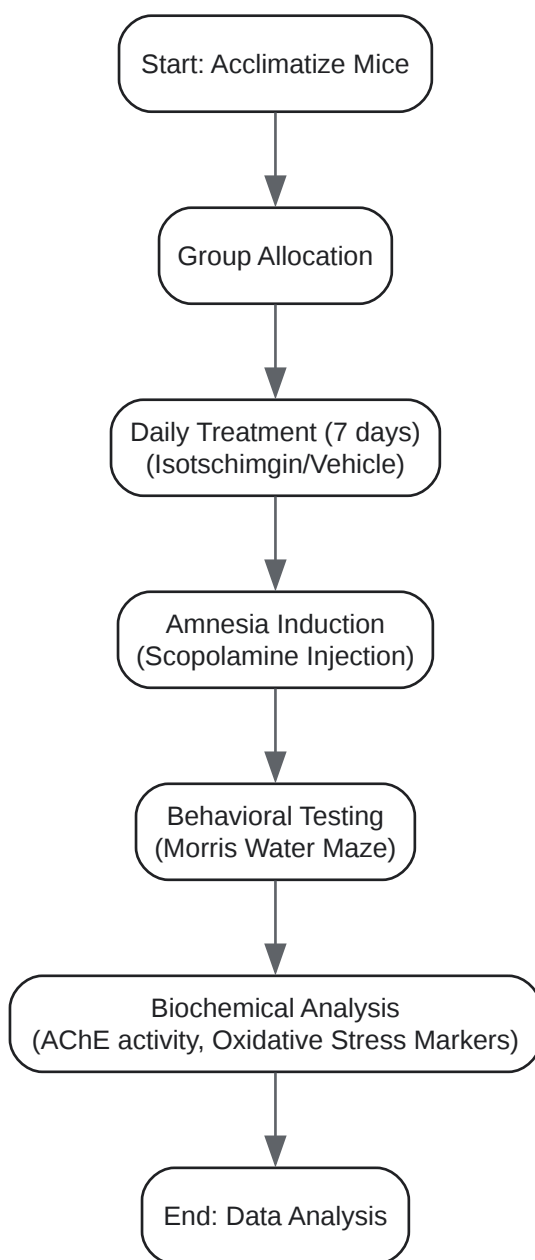 Start: Acclimatize Mice
Group Allocation
Daily Treatment (7 days)
(Isotschimgin/Vehicle)
Amnesia Induction
(Scopolamine Injection)
Behavioral Testing
(Morris Water Maze)
Biochemical Analysis
(AChE activity, Oxidative Stress Markers)
End: Data Analysis